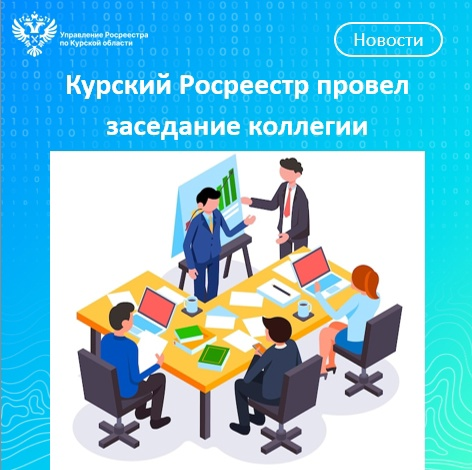 Управление Росреестра
по Курской области
Новости
Курский Росреестр провел
заседание коллегии